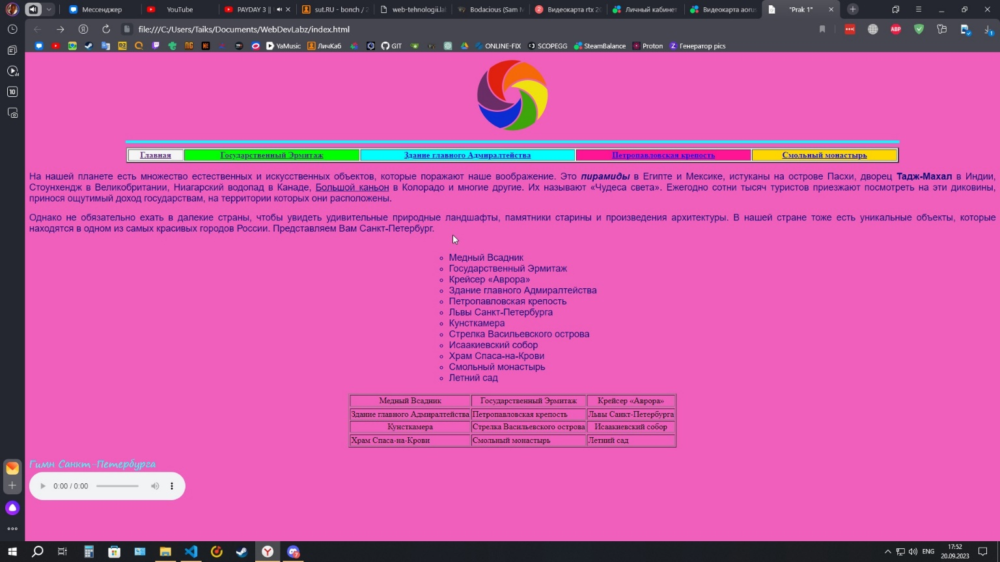 Мессенджер
YouTube
PAYDAY 3 ||
sut.RU - bonch / 2
web-tehnologii.la
Bodacious (Sam M
Видеокарта rtx 20
Личный кабинет
Видеокарта aorus
"Prak 1"
file:///C:/Users/Taiks/Documents/WebDevLabz/index.html
ABP
1
YaMusic
ЛичКаб
GIT
ONLINE-FIX
SCOPEGG
SteamBalance
Proton
Генератор pics
10
Главная
Государственный Эрмитаж
Здание главного Адмиралтейства
Петропавловская крепость
Смольный монастырь
На нашей планете есть множество естественных и искусственных объектов, которые поражают наше воображение. Это пирамиды в Египте и Мексике, истуканы на острове Пасхи, дворец Тадж-Махал в Индии,
Стоунхендж в Великобритании, Ниагарский водопад в Канаде, Большой каньон в Колорадо и многие другие. Их называют «Чудеса света». Ежегодно сотни тысяч туристов приезжают посмотреть на эти диковины,
принося ощутимый доход государствам, на территории которых они расположены.
Однако не обязательно ехать в далекие страны, чтобы увидеть удивительные природные ландшафты, памятники старины и произведения архитектуры. В нашей стране тоже есть уникальные объекты, которые
находятся в одном из самых красивых городов России. Представляем Вам Санкт-Петербург.
Медный Всадник
Государственный Эрмитаж
Крейсер «Аврора»
Здание главного Адмиралтейства
Петропавловская крепость
Львы Санкт-Петербурга
Кунсткамера
Стрелка Васильевского острова
Исаакиевский собор
Храм Спаса-на-Крови
Смольный монастырь
Летний сад
Медный Всадник Государственный Эрмитаж Крейсер «Аврора»
Здание главного Адмиралтейства Петропавловская крепость Львы Санкт-Петербурга
Кунсткамера Стрелка Васильевского острова Исаакиевский собор
Храм Спаса-на-Крови Смольный монастырь Летний сад
Гимн Санкт-Петербурга
0:00 / 0:00
ENG
17:52
20.09.2023